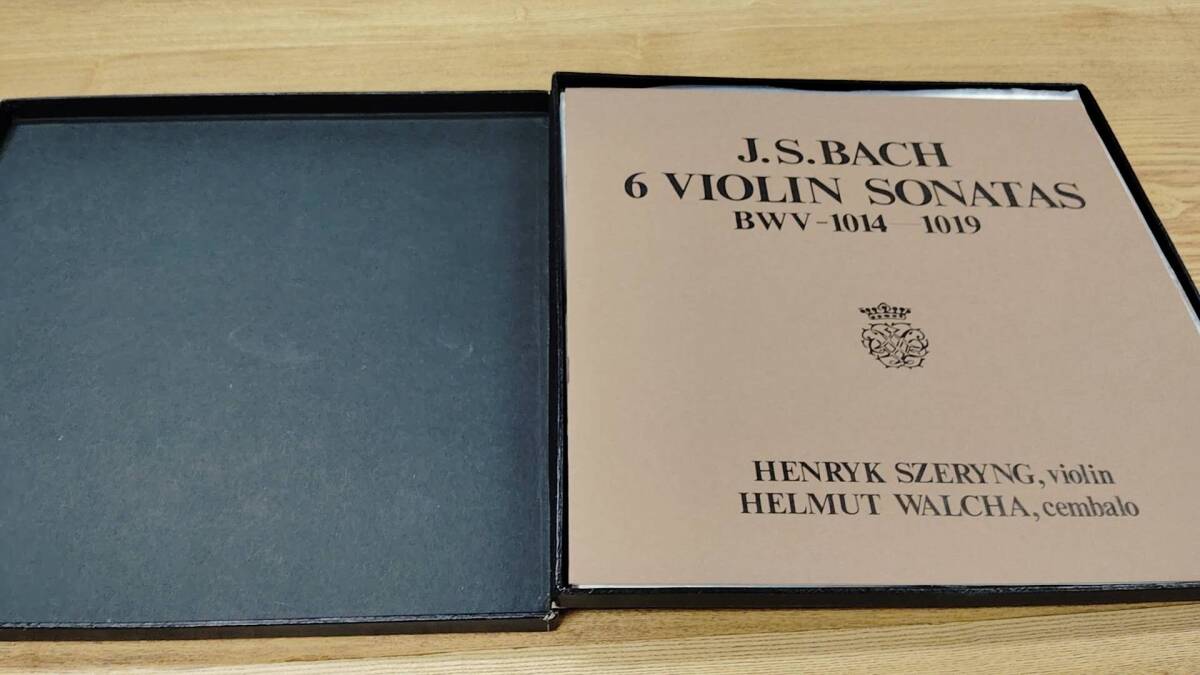 J.S.BACH
6 VIOLIN SONATAS
BWV-1014—1019
HENRYK SZERYNG, violin
HELMUT WALCHA, cembalo